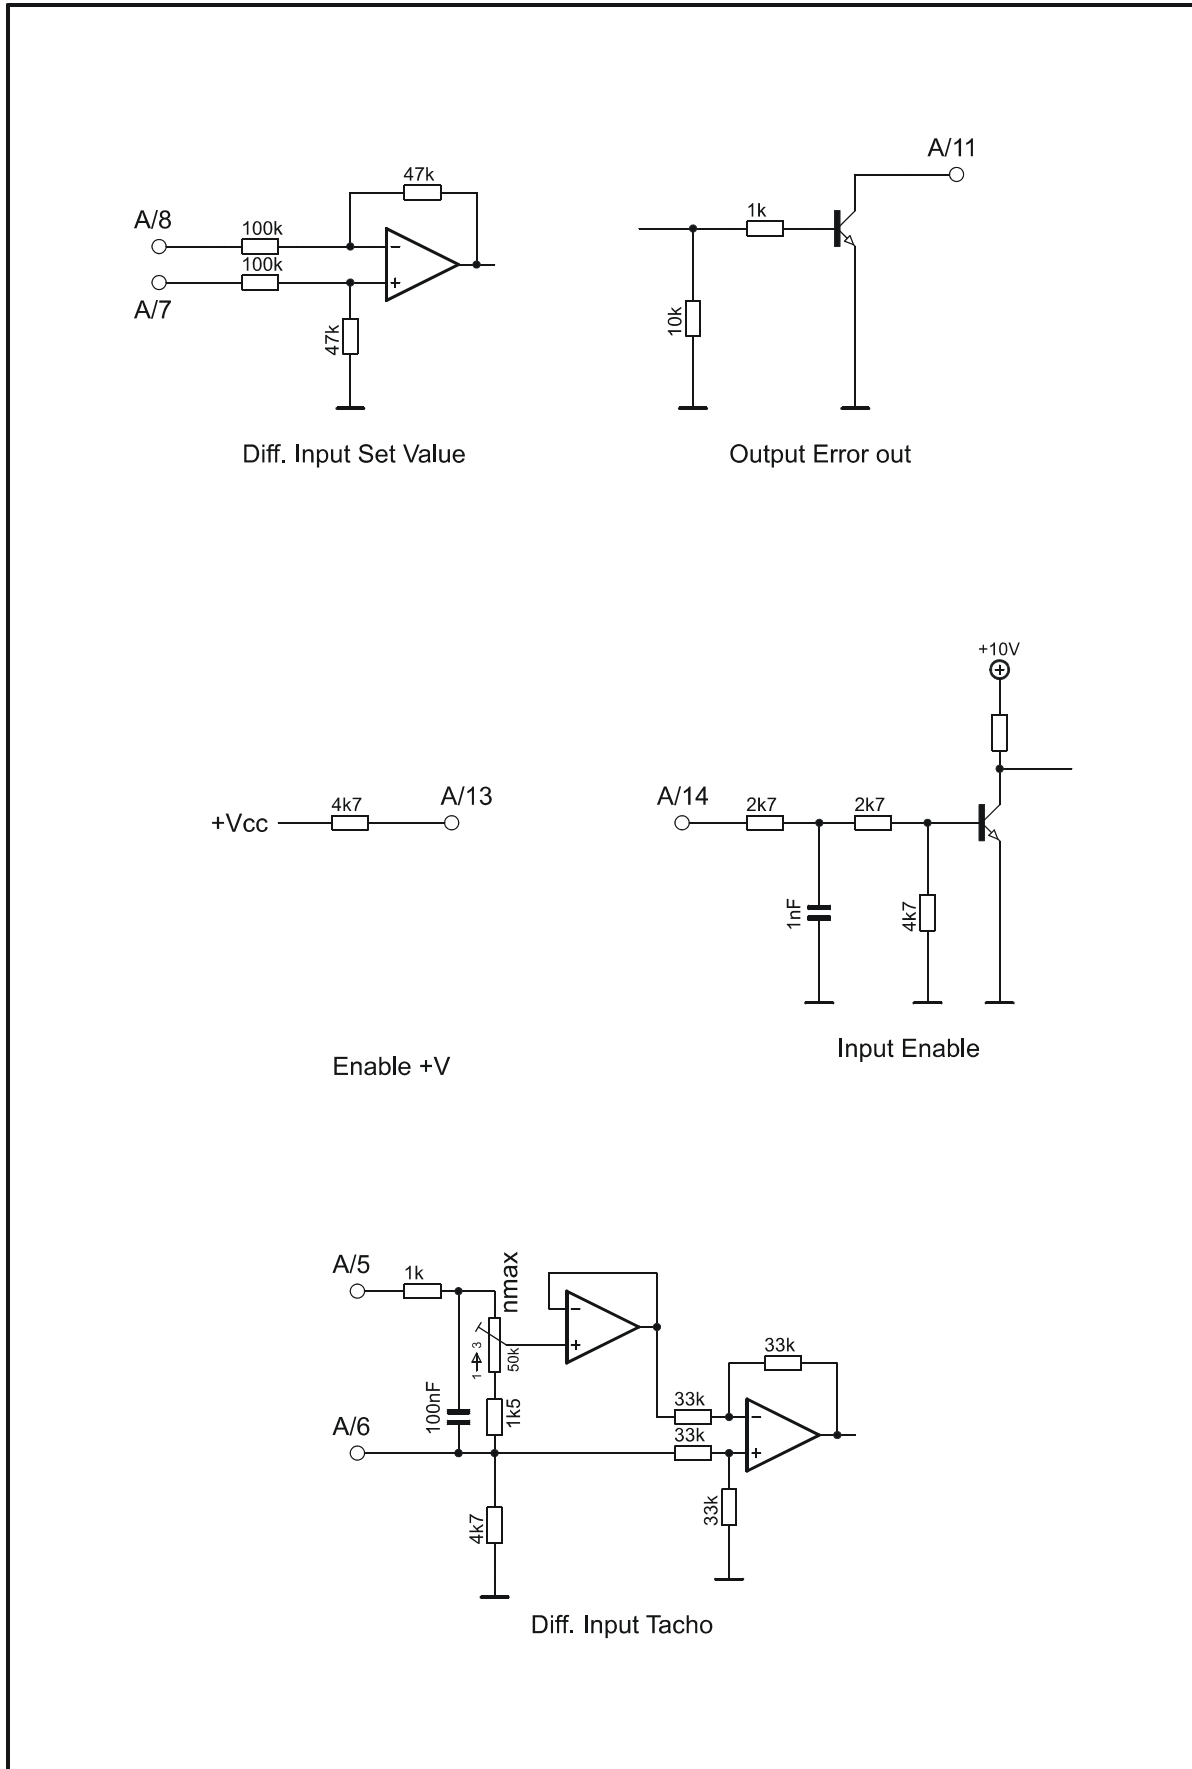 A/8
A/7
100k
100k
47k
47k
−
+
Diff. Input Set Value
A/11
1k
10k
Output Error out
+Vcc
4k7
A/13
Enable +V
+10V
A/14
2k7
2k7
1nF
4k7
Input Enable
A/5
1k
nmax
1
3
50k
100nF
1k5
A/6
4k7
−
+
33k
33k
33k
33k
−
+
Diff. Input Tacho